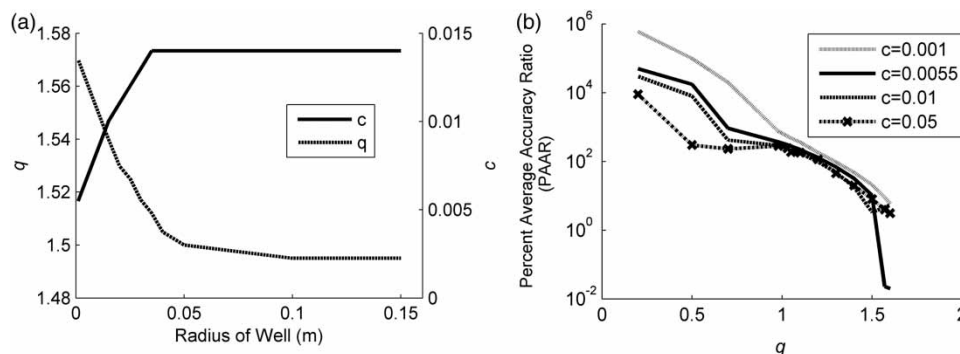 (a)
1.58
1.56
1.54
1.52
1.5
1.48
q
0
0.05
0.1
0.15
Radius of Well (m)
0.015
0.01
0.005
0
c
c
q
(b)
10^6
10^4
10^2
10^0
10^-2
Percent Average Accuracy Ratio
(PAAR)
0
0.5
1
1.5
2
q
c=0.001
c=0.0055
c=0.01
c=0.05